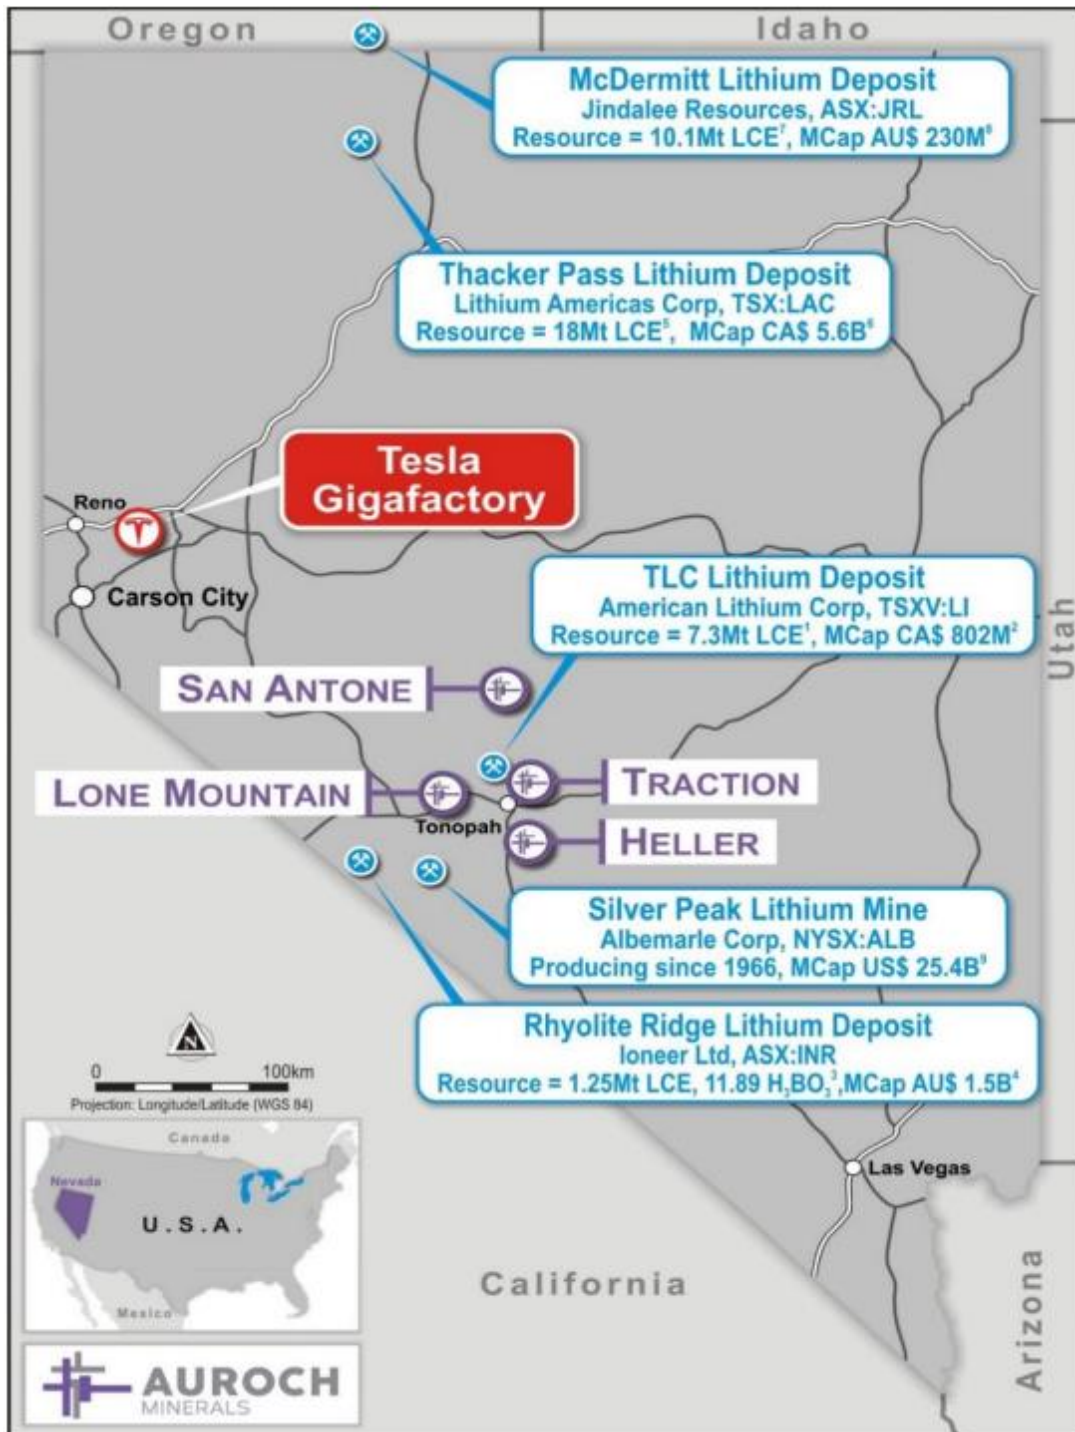 Oregon
Idaho
McDermitt Lithium Deposit
Jindalee Resources, ASX:JRL
Resource = 10.1Mt LCE⁷, MCap AU$ 230M⁸
Thacker Pass Lithium Deposit
Lithium Americas Corp, TSX:LAC
Resource = 18Mt LCE⁵, MCap CA$ 5.6B⁶
Tesla
Gigafactory
Reno
Carson City
TLC Lithium Deposit
American Lithium Corp, TSXV:LI
Resource = 7.3Mt LCE¹, MCap CA$ 802M²
Utah
SAN ANTONE
LONE MOUNTAIN
TRACTION
Tonopah
HELLER
Silver Peak Lithium Mine
Albemarle Corp, NYSX:ALB
Producing since 1966, MCap US$ 25.4B⁹
Rhyolite Ridge Lithium Deposit
Ioneer Ltd, ASX:INR
Resource = 1.25Mt LCE, 11.89 H₃BO₃³,MCap AU$ 1.5B⁴
N
0 100km
Projection: Longitude/Latitude (WGS 84)
Canada
Nevada
U.S.A.
Mexico
Las Vegas
California
Arizona
AUROCH
MINERALS